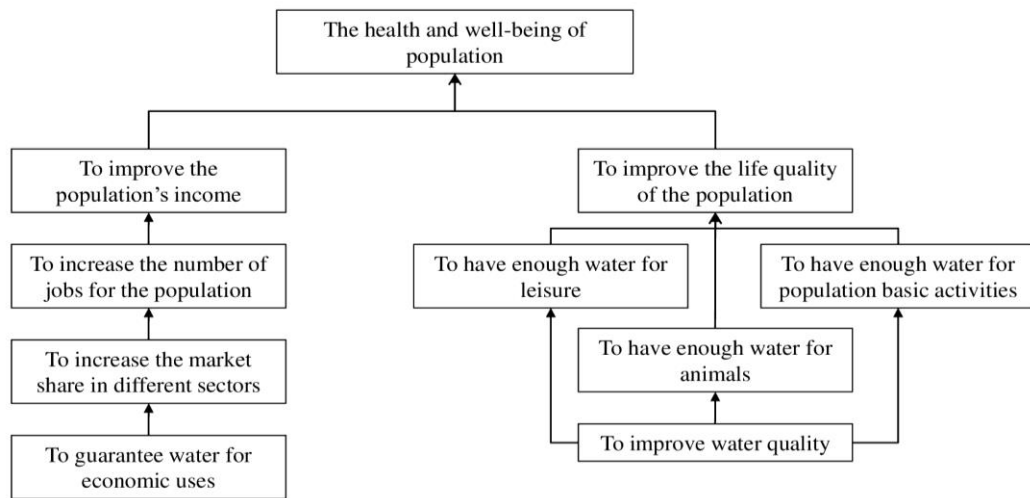 The health and well-being of
population
To improve the
population’s income
To improve the life quality
of the population
To increase the number of
jobs for the population
To have enough water for
leisure
To have enough water for
population basic activities
To increase the market
share in different sectors
To have enough water for
animals
To guarantee water for
economic uses
To improve water quality